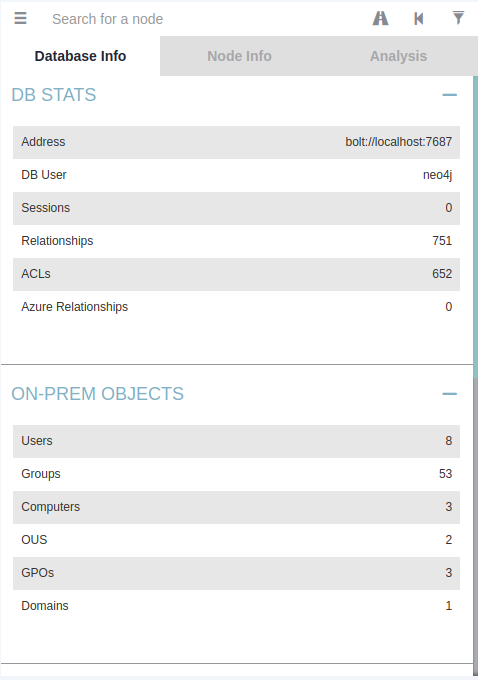 Search for a node
Database Info Node Info Analysis
DB STATS
Address bolt://localhost:7687
DB User neo4j
Sessions 0
Relationships 751
ACLs 652
Azure Relationships 0
ON-PREM OBJECTS
Users 8
Groups 53
Computers 3
OUS 2
GPOs 3
Domains 1